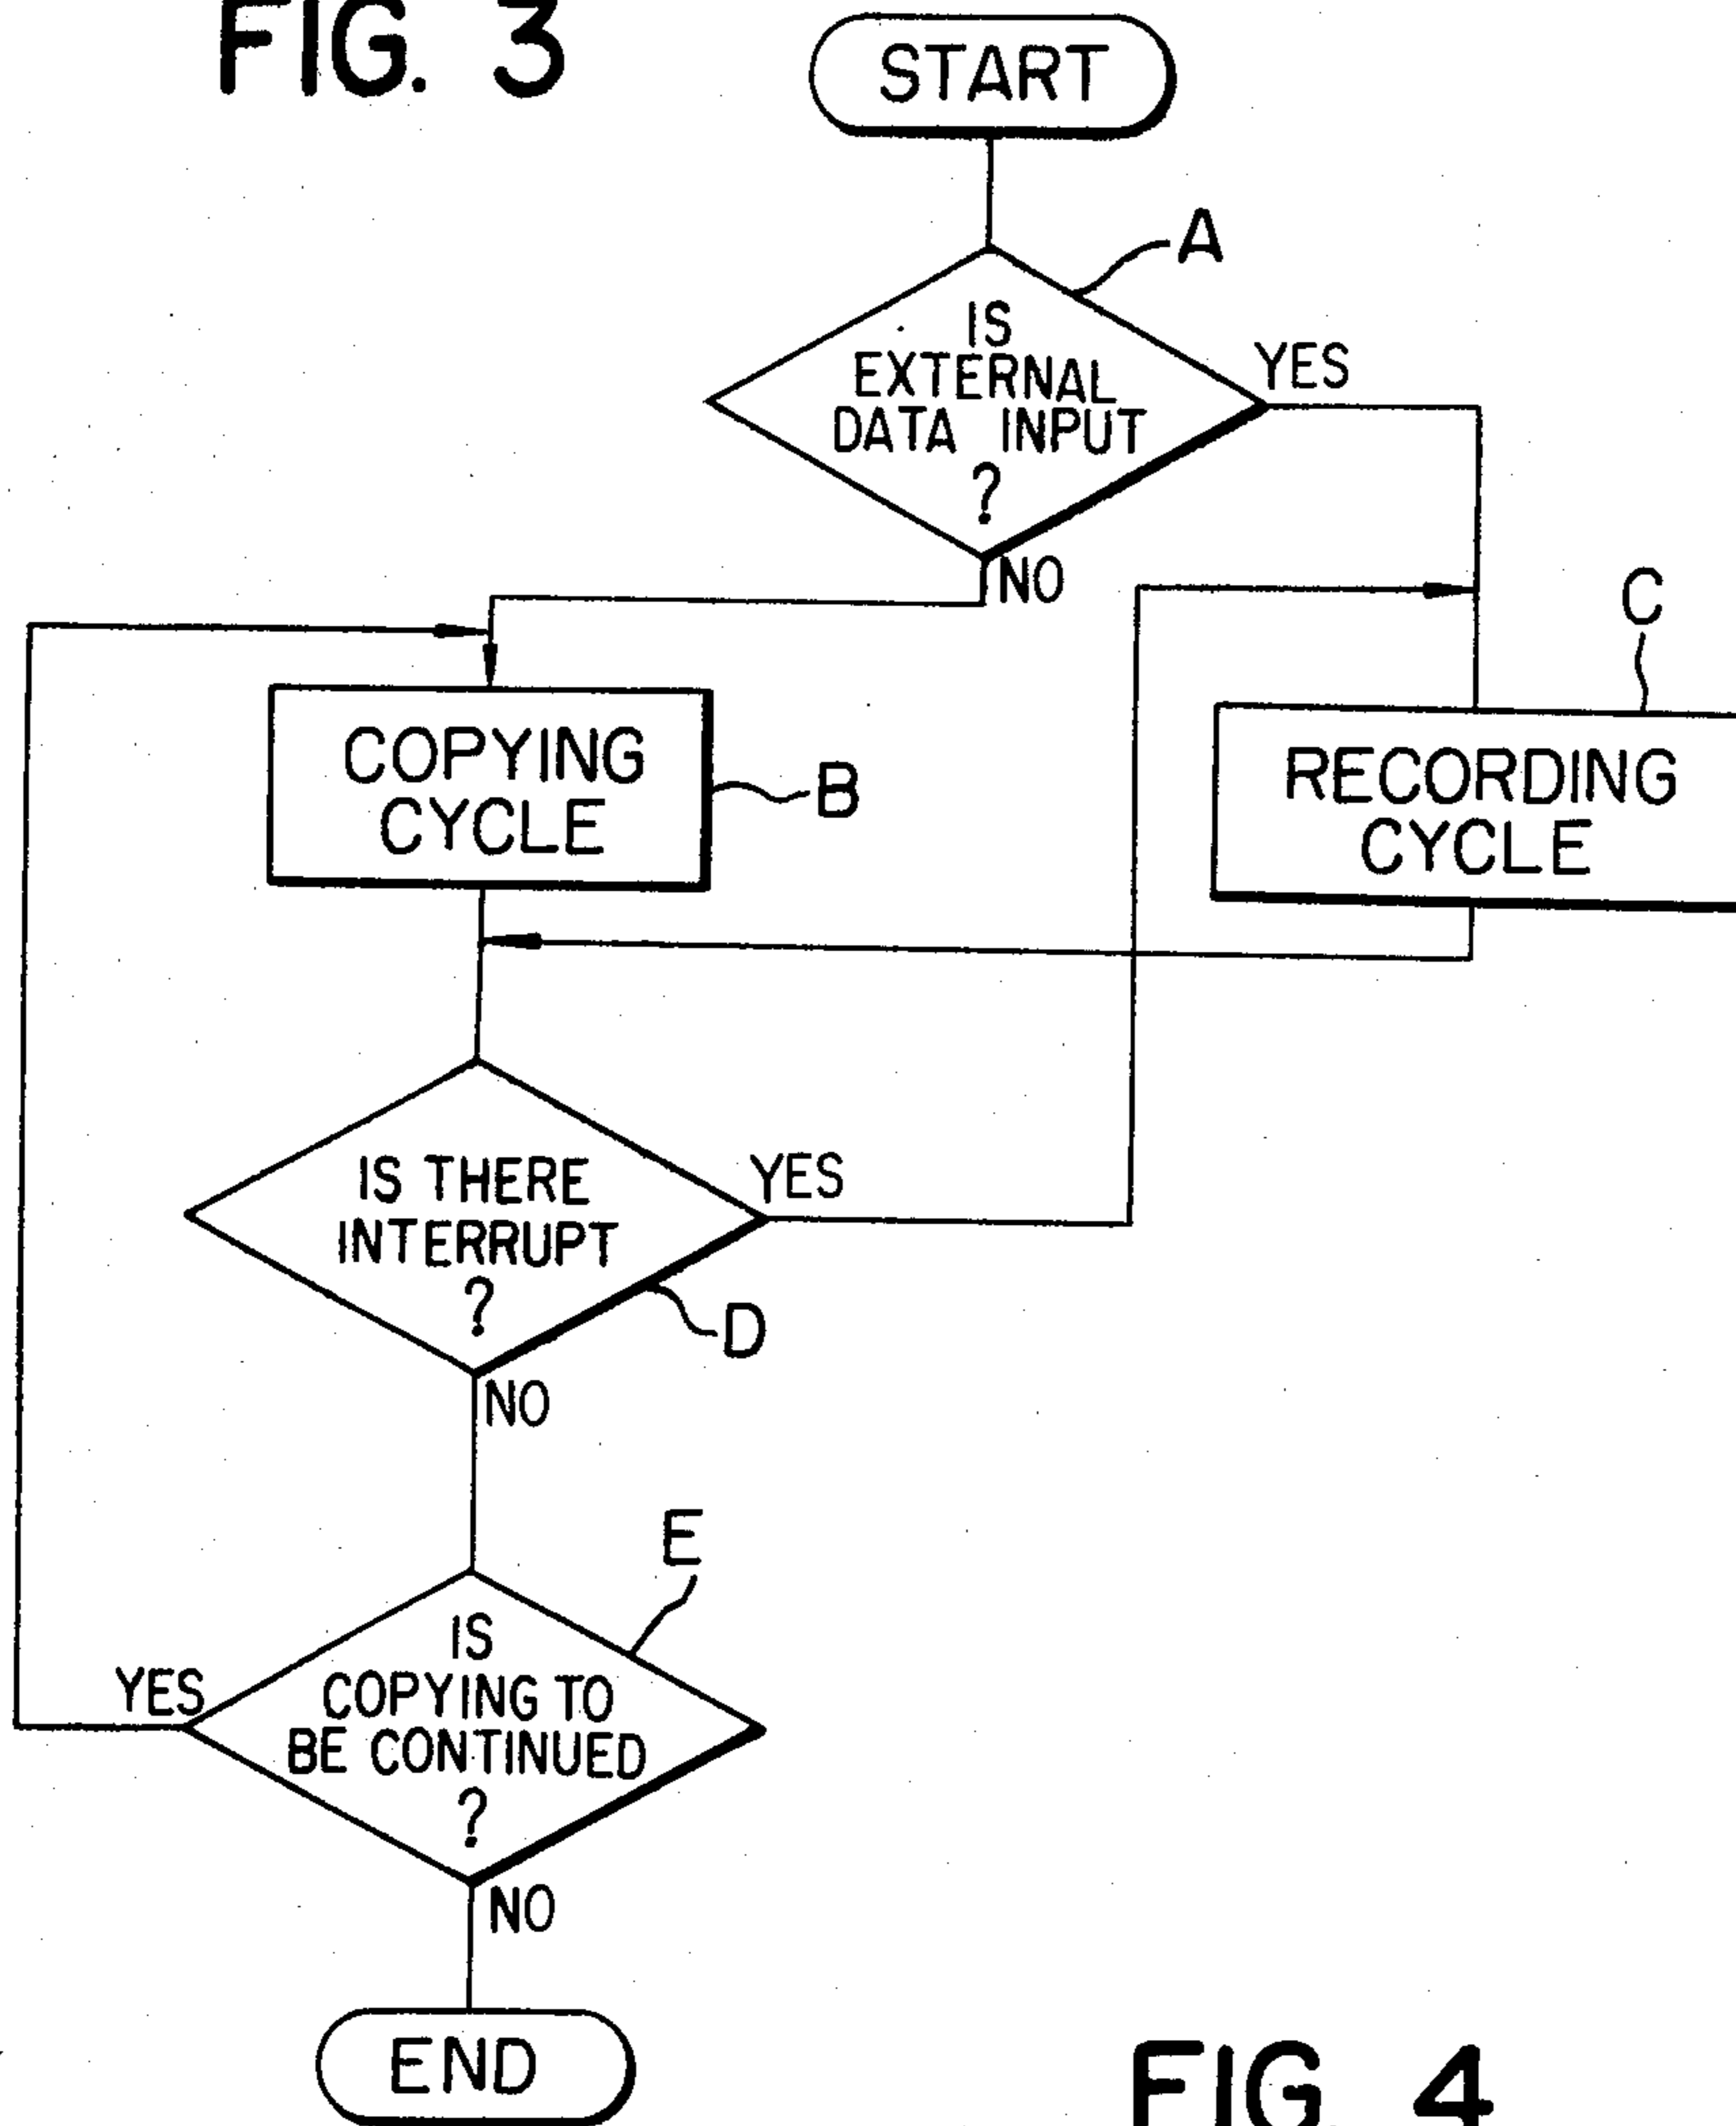 FIG. 3
START
A
IS
EXTERNAL
DATA INPUT
?
YES
NO
C
COPYING
CYCLE
B
RECORDING
CYCLE
IS THERE
INTERRUPT
?
YES
D
NO
E
IS
COPYING TO
BE CONTINUED
?
YES
NO
END
FIG. 4